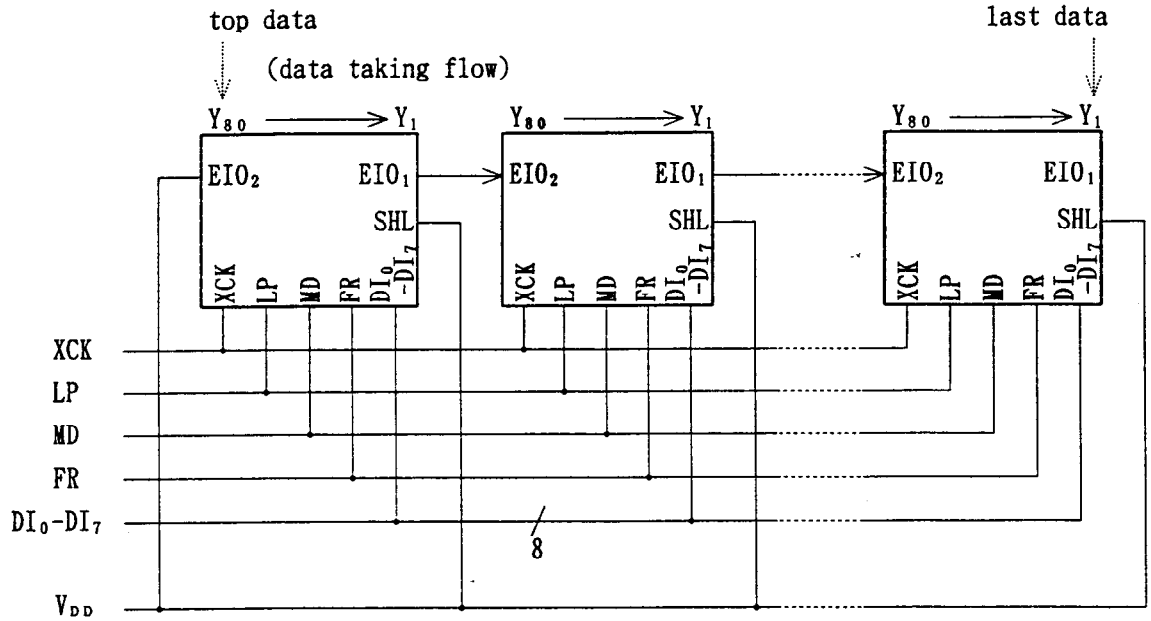 top data
last data
(data taking flow)
Y₈₀ Y₁ Y₈₀ Y₁ Y₈₀ Y₁
EIO₂ EIO₁ EIO₂ EIO₁ EIO₂ EIO₁
SHL SHL SHL
XCK LP MD FR DI₀-DI₇ XCK LP MD FR DI₀-DI₇ XCK LP MD FR DI₀-DI₇
XCK
LP
MD
FR
DI₀-DI₇
8
V_DD